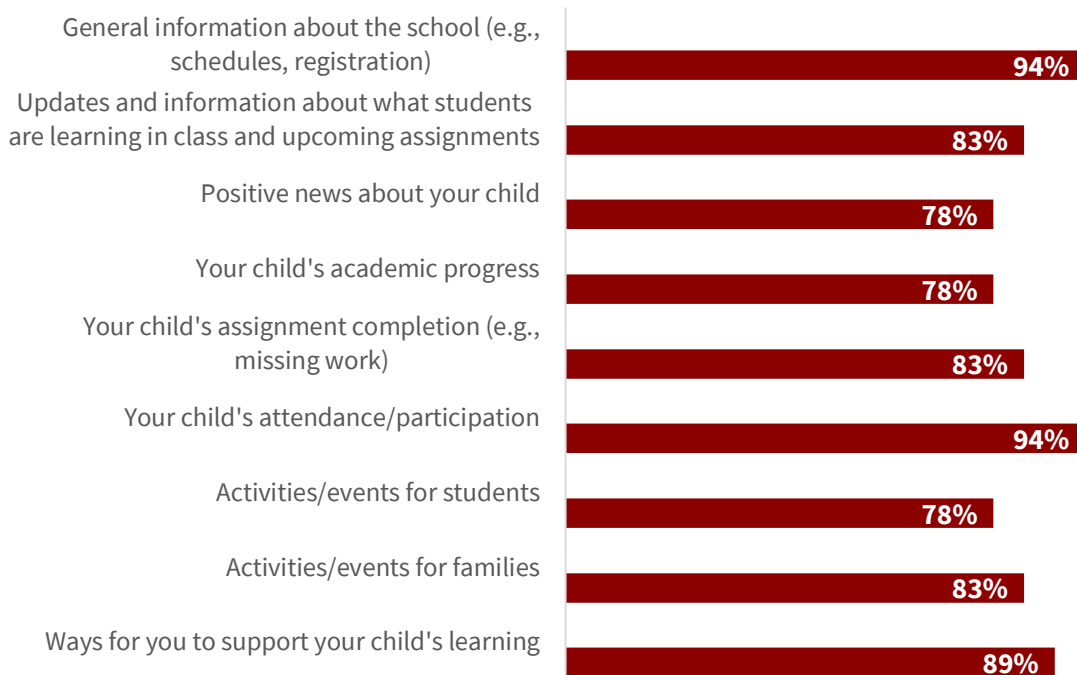 General information about the school (e.g.,
schedules, registration)
94%
Updates and information about what students
are learning in class and upcoming assignments
83%
Positive news about your child
78%
Your child's academic progress
78%
Your child's assignment completion (e.g.,
missing work)
83%
Your child's attendance/participation
94%
Activities/events for students
78%
Activities/events for families
83%
Ways for you to support your child's learning
89%